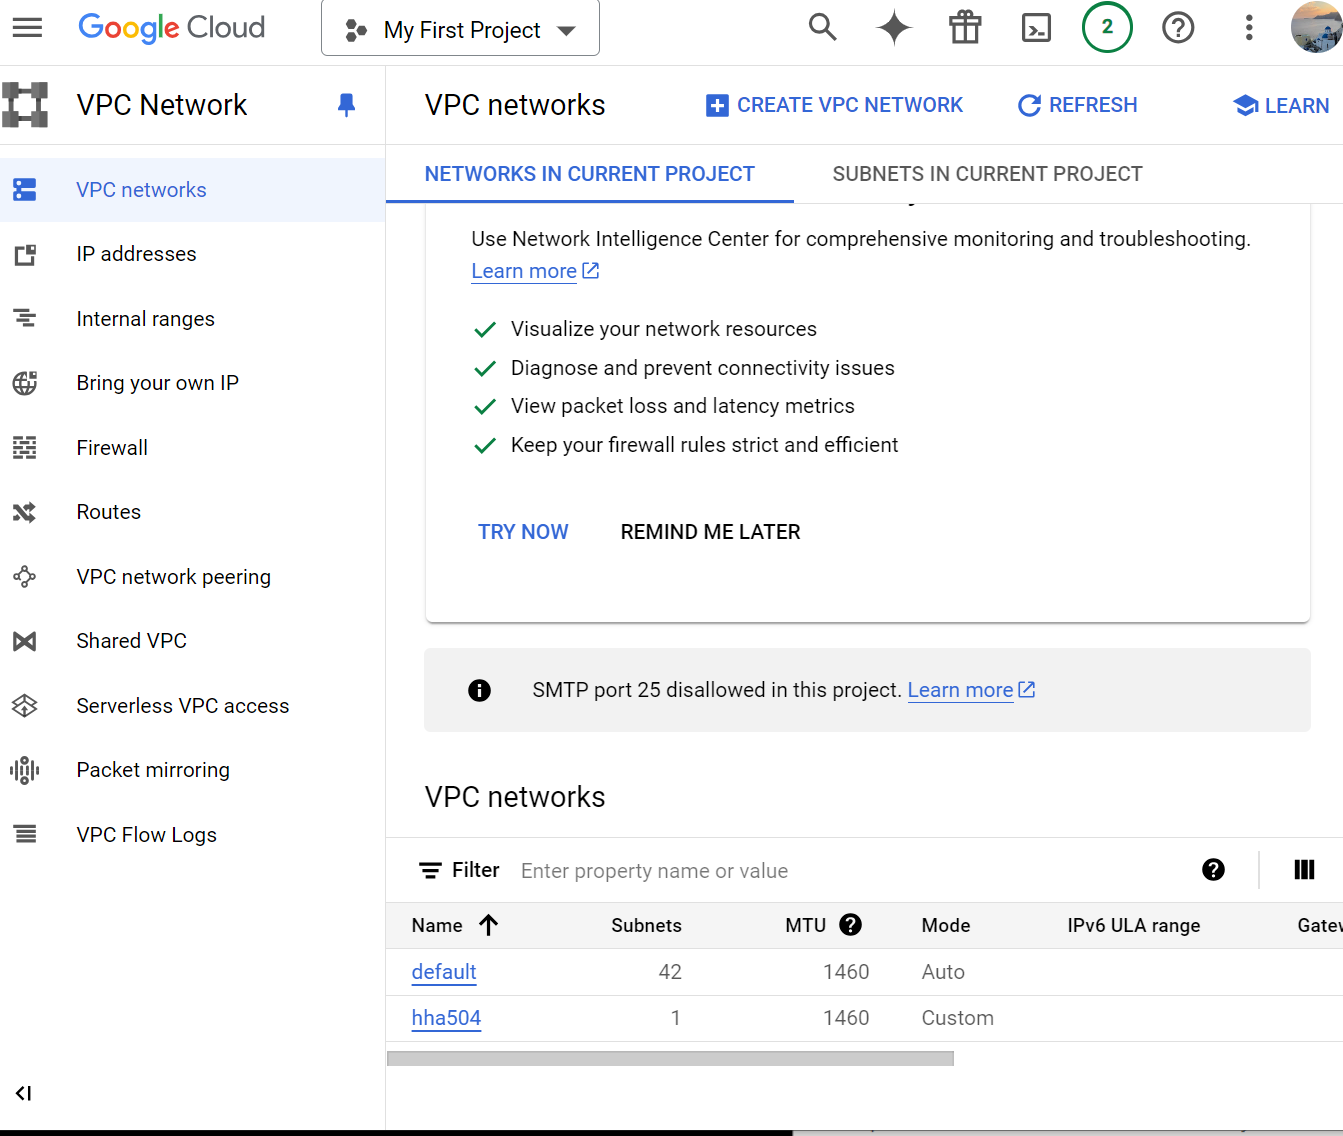 Google Cloud
My First Project
2
VPC Network
VPC networks
CREATE VPC NETWORK
REFRESH
LEARN
VPC networks
IP addresses
Internal ranges
Bring your own IP
Firewall
Routes
VPC network peering
Shared VPC
Serverless VPC access
Packet mirroring
VPC Flow Logs
NETWORKS IN CURRENT PROJECT
SUBNETS IN CURRENT PROJECT
Use Network Intelligence Center for comprehensive monitoring and troubleshooting.
Learn more
Visualize your network resources
Diagnose and prevent connectivity issues
View packet loss and latency metrics
Keep your firewall rules strict and efficient
TRY NOW
REMIND ME LATER
SMTP port 25 disallowed in this project. Learn more
VPC networks
Filter Enter property name or value
Name Subnets MTU Mode IPv6 ULA range Gatew
default 42 1460 Auto
hha504 1 1460 Custom